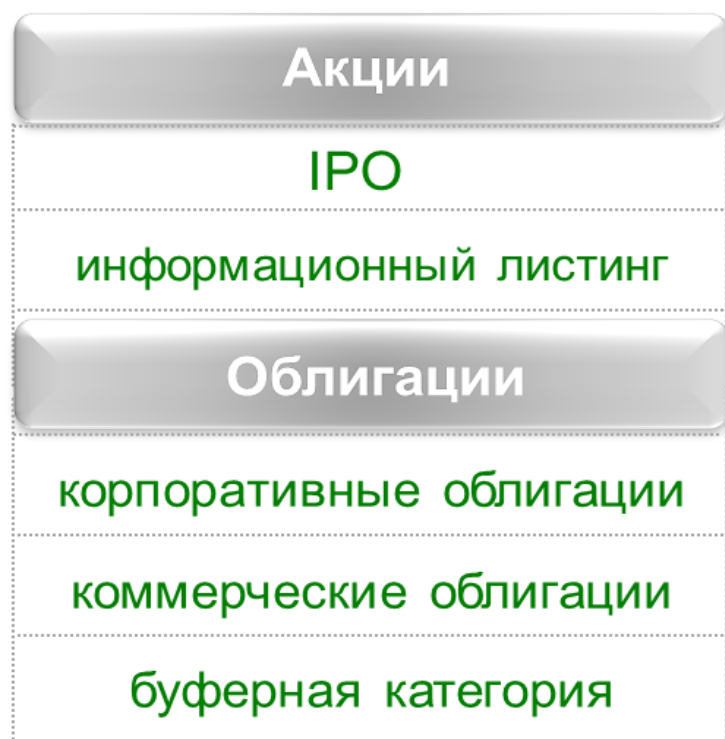 Акции
IPO
информационный листинг
Облигации
корпоративные облигации
коммерческие облигации
буферная категория